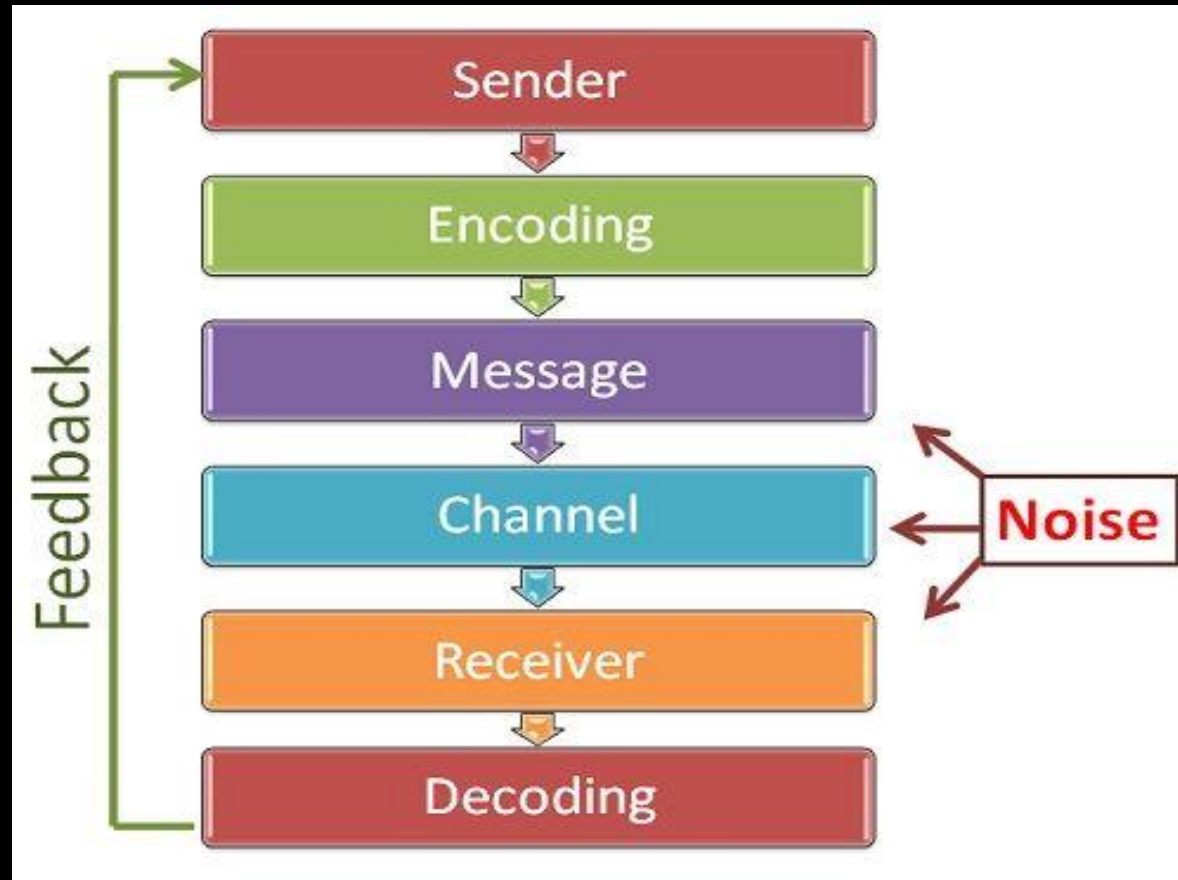 Sender
Encoding
Message
Channel
Receiver
Decoding
Feedback
Noise